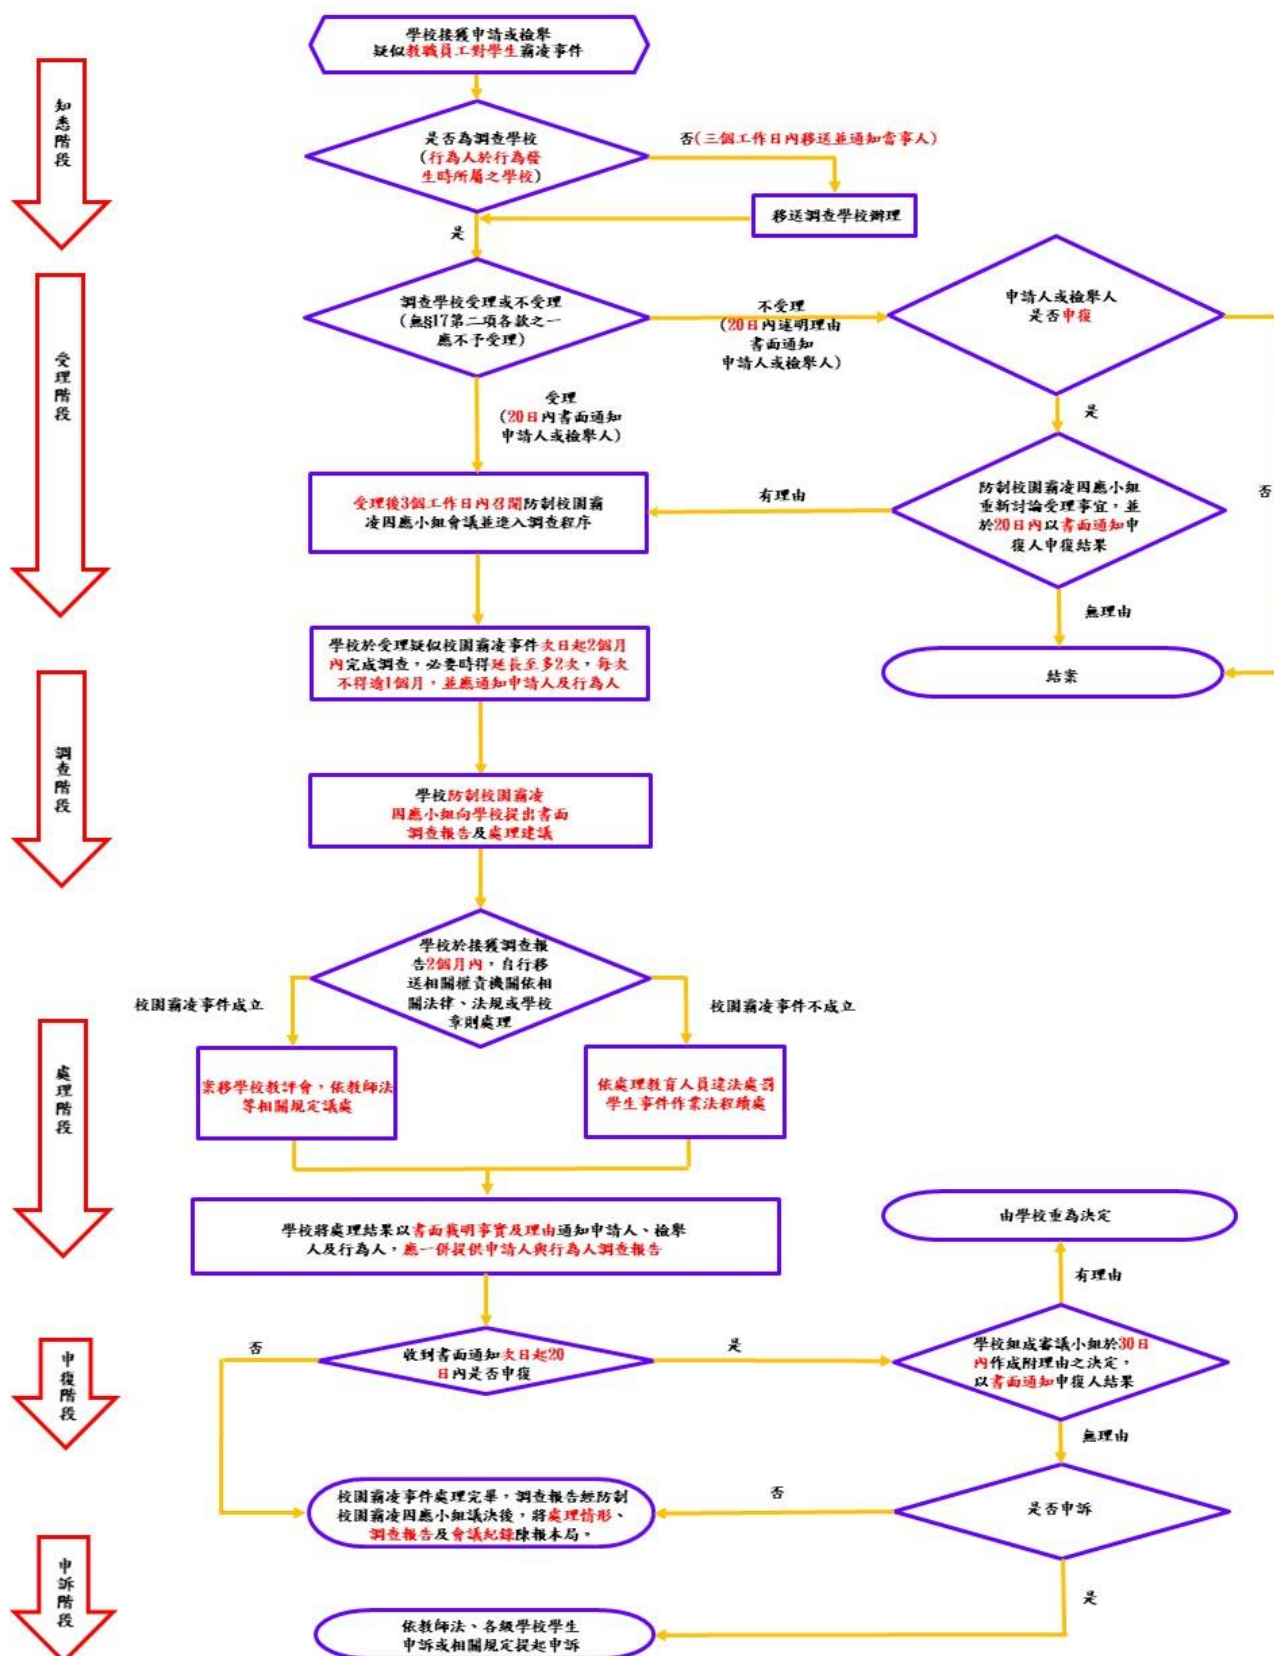 學校接獲申請或檢舉
疑似教職員工對學生霸凌事件
知悉階段
是否為調查學校
(行為人於行為發
生時所屬之學校)
否(三個工作日內移送並通知當事人)
移送調查學校辦理
是
受理階段
調查學校受理或不受理
(無§17第二項各款之一
應不予受理)
不受理
(20日內述明理由
書面通知
申請人或檢舉人)
申請人或檢舉人
是否申復
受理
(20日內書面通知
申請人或檢舉人)
是
否
受理後3個工作日內召開防制校園霸
凌因應小組會議並進入調查程序
有理由
防制校園霸凌因應小組
重新討論受理事宜,並
於20日內以書面通知申
復人申復結果
無理由
結案
學校於受理疑似校園霸凌事件次日起2個月
內完成調查,必要時得延長至多2次,每次
不得逾1個月,並應通知申請人及行為人
調查階段
學校防制校園霸凌
因應小組向學校提出書面
調查報告及處理建議
學校於接獲調查報
告2個月內,自行移
送相關權責機關依相
關法律、法規或學校
章則處理
校園霸凌事件成立
校園霸凌事件不成立
處理階段
案移學校教評會,依教師法
等相關規定議處
依處理教育人員違法處罰
學生事件作業法程續處
學校將處理結果以書面載明事實及理由通知申請人、檢舉
人及行為人,應一併提供申請人與行為人調查報告
由學校重為決定
有理由
申復階段
收到書面通知次日起20
日內是否申復
否
是
學校組成審議小組於30日
內作成附理由之決定,
以書面通知申復人結果
無理由
校園霸凌事件處理完畢,調查報告經防制
校園霸凌因應小組議決後,將處理情形、
調查報告及會議紀錄陳報本局。
否
是否申訴
是
申訴階段
依教師法、各級學校學生
申訴或相關規定提起申訴